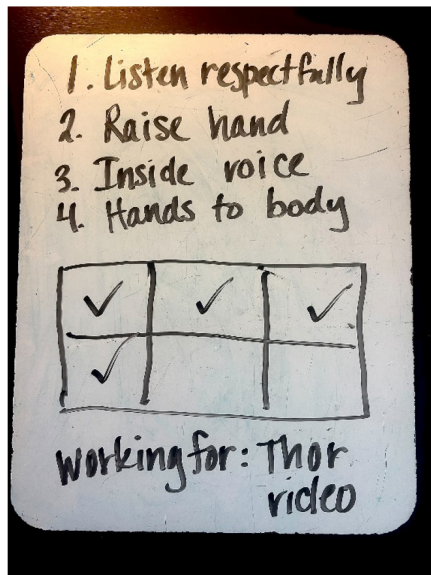 1. Listen respectfully
2. Raise hand
3. Inside voice
4. Hands to body
Working for: Thor
video